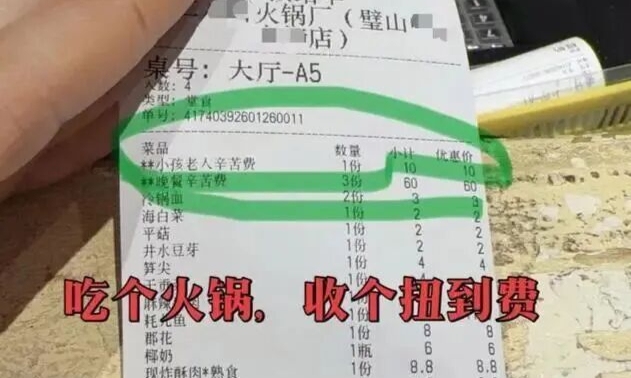 火锅厂（璧山
店）
桌号：大厅-A5
人数：4
类型：堂食
单号：41740392601260011
菜品 数量 小计 优惠价
**小孩老人辛苦费 1份 10 10
**晚餐辛苦费 3份 60 60
冷锅血 2份 3 3
海白菜 1份 2 2
平菇 1份 2 2
井水豆芽 1份 2 2
笋尖 1份 4 4
吃个火锅，收个扭到费
耗儿鱼
郡花 1份 8 8
椰奶 1瓶 6 6
现炸酥肉*熟食 1份 8.8 8.8